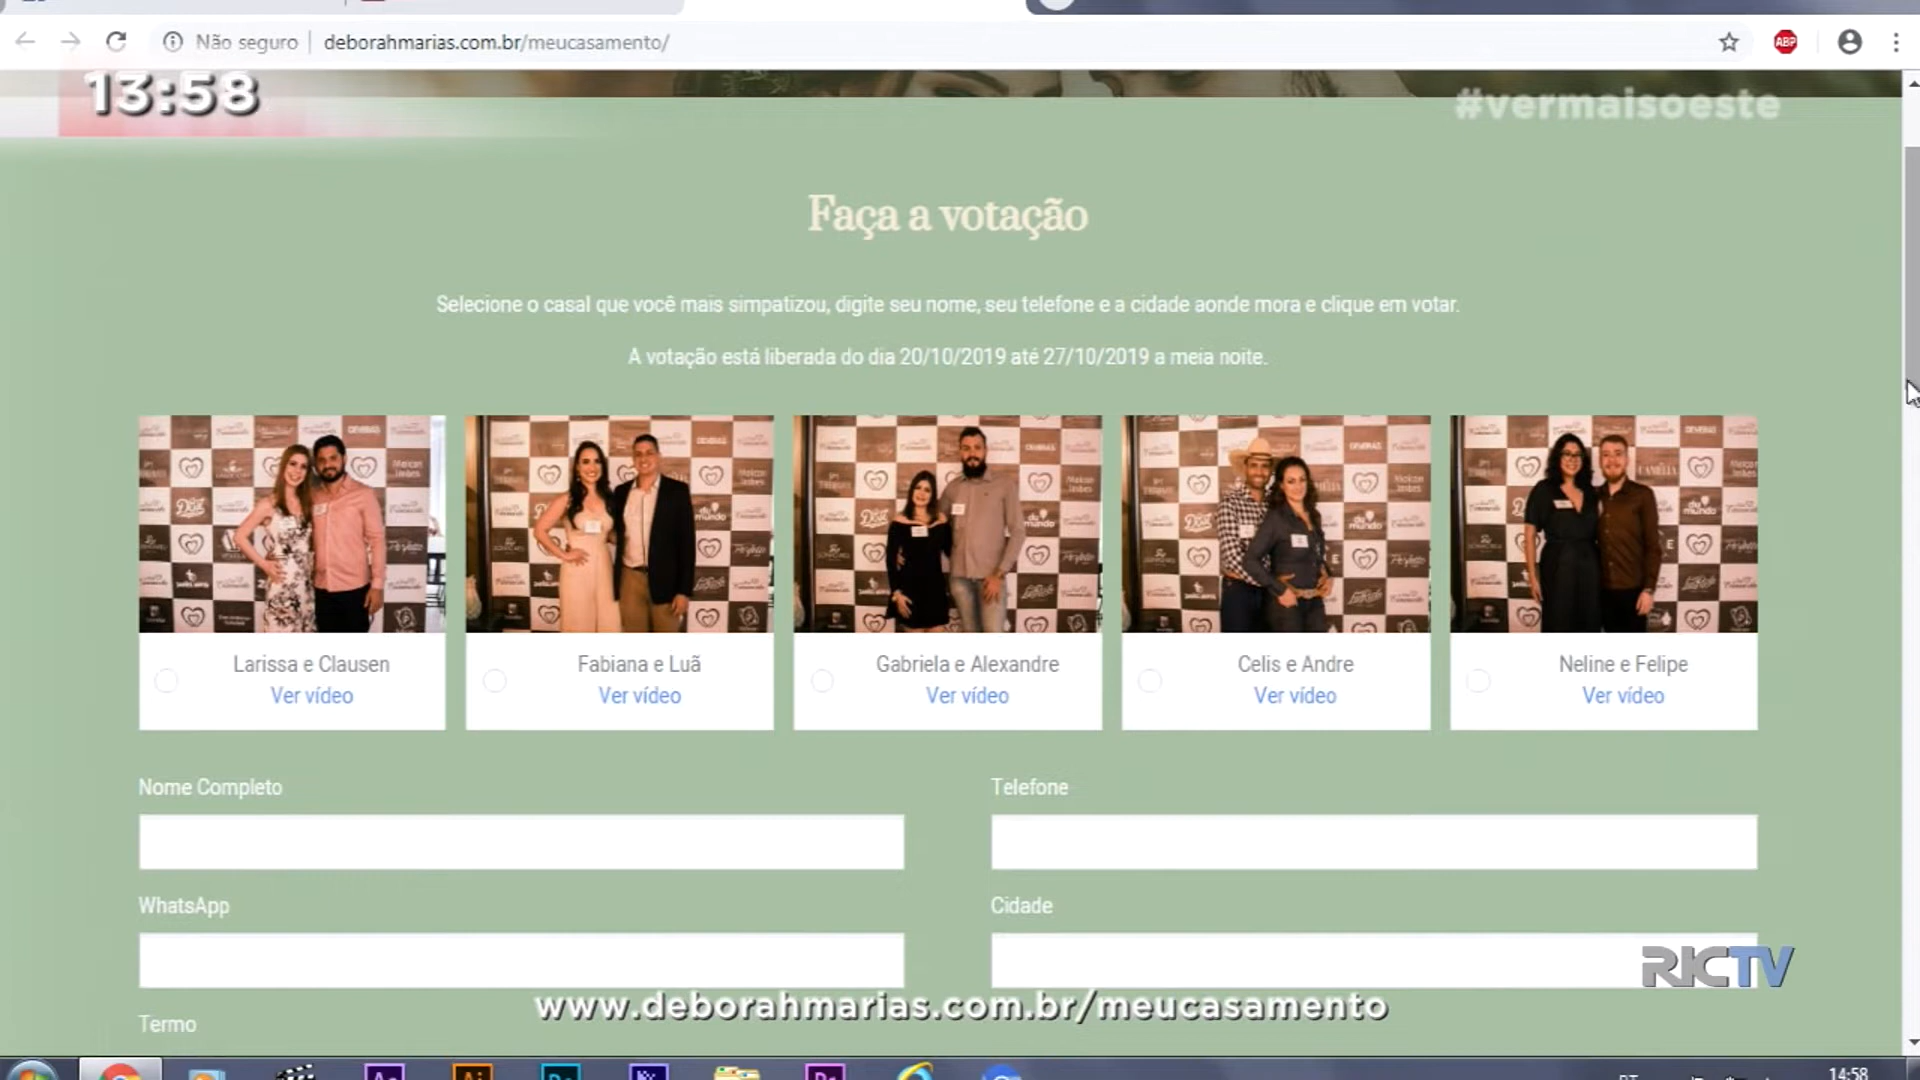 Não seguro
deborahmarias.com.br/meucasamento/
ABP
13:58
#vermaisoeste
Faça a votação
Selecione o casal que você mais simpatizou, digite seu nome, seu telefone e a cidade aonde mora e clique em votar.
A votação está liberada do dia 20/10/2019 até 27/10/2019 a meia noite.
Larissa e Clausen
Ver vídeo
Fabiana e Luã
Ver vídeo
Gabriela e Alexandre
Ver vídeo
Celis e Andre
Ver vídeo
Neline e Felipe
Ver vídeo
Nome Completo
Telefone
WhatsApp
Cidade
RICTV
www.deborahmarias.com.br/meucasamento
Termo
14:58